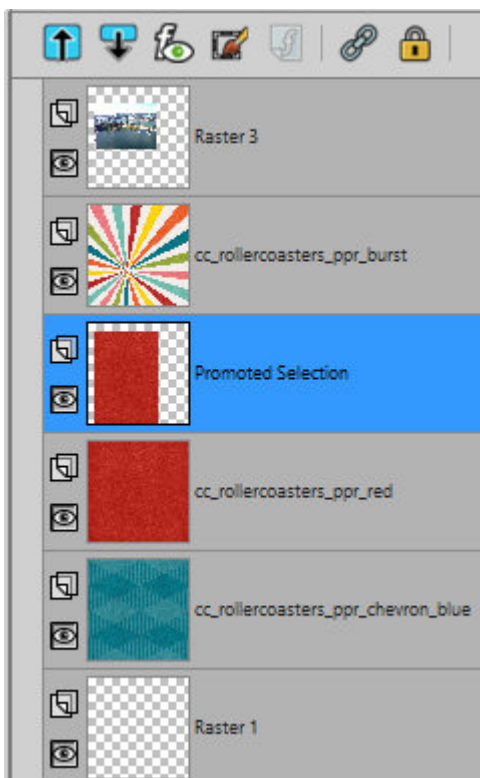 Raster 3
cc_rollercoasters_ppr_burst
Promoted Selection
cc_rollercoasters_ppr_red
cc_rollercoasters_ppr_chevron_blue
Raster 1